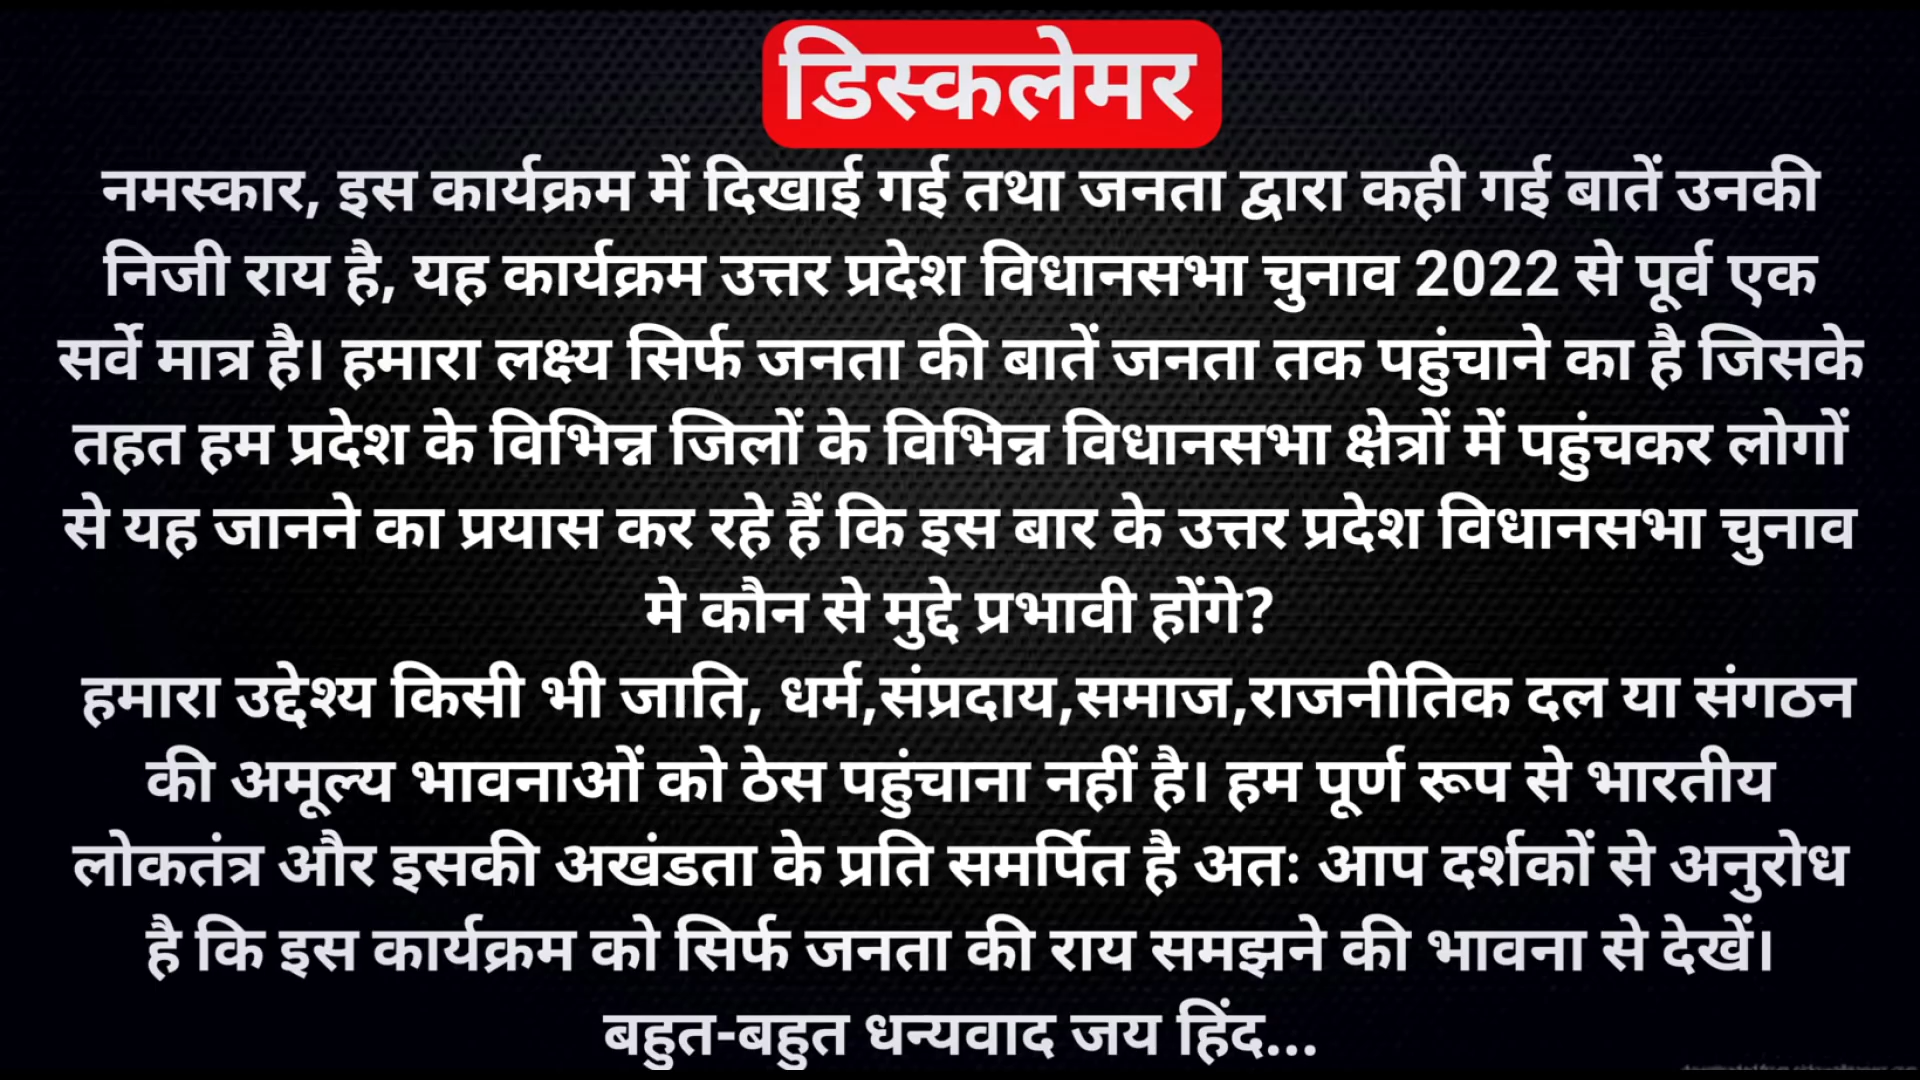 डिस्कलेमर
नमस्कार, इस कार्यक्रम में दिखाई गई तथा जनता द्वारा कही गई बातें उनकी
निजी राय है, यह कार्यक्रम उत्तर प्रदेश विधानसभा चुनाव 2022 से पूर्व एक
सर्वे मात्र है। हमारा लक्ष्य सिर्फ जनता की बातें जनता तक पहुंचाने का है जिसके
तहत हम प्रदेश के विभिन्न जिलों के विभिन्न विधानसभा क्षेत्रों में पहुंचकर लोगों
से यह जानने का प्रयास कर रहे हैं कि इस बार के उत्तर प्रदेश विधानसभा चुनाव
मे कौन से मुद्दे प्रभावी होंगे?
हमारा उद्देश्य किसी भी जाति, धर्म,संप्रदाय,समाज,राजनीतिक दल या संगठन
की अमूल्य भावनाओं को ठेस पहुंचाना नहीं है। हम पूर्ण रूप से भारतीय
लोकतंत्र और इसकी अखंडता के प्रति समर्पित है अतः आप दर्शकों से अनुरोध
है कि इस कार्यक्रम को सिर्फ जनता की राय समझने की भावना से देखें।
बहुत-बहुत धन्यवाद जय हिंद...